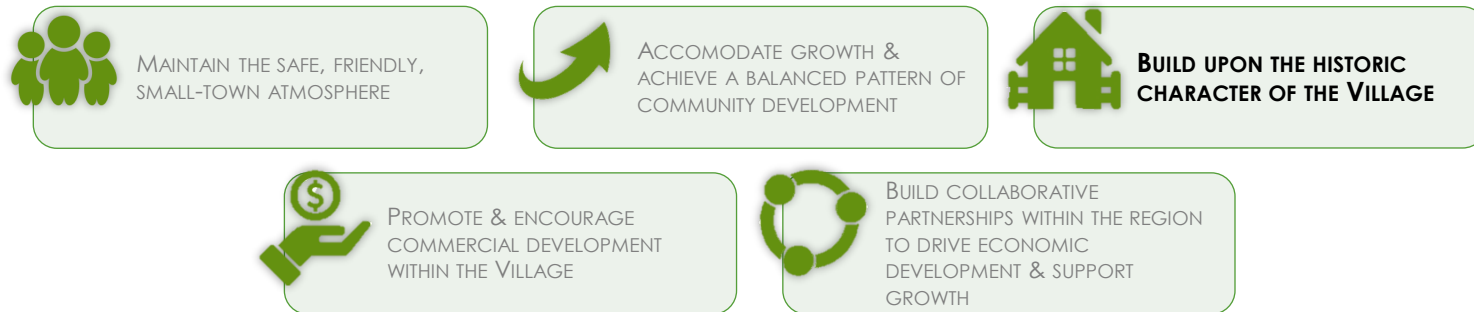 MAINTAIN THE SAFE, FRIENDLY,
SMALL-TOWN ATMOSPHERE
ACCOMODATE GROWTH &
ACHIEVE A BALANCED PATTERN OF
COMMUNITY DEVELOPMENT
BUILD UPON THE HISTORIC
CHARACTER OF THE VILLAGE
$
PROMOTE & ENCOURAGE
COMMERCIAL DEVELOPMENT
WITHIN THE VILLAGE
BUILD COLLABORATIVE
PARTNERSHIPS WITHIN THE REGION
TO DRIVE ECONOMIC
DEVELOPMENT & SUPPORT
GROWTH